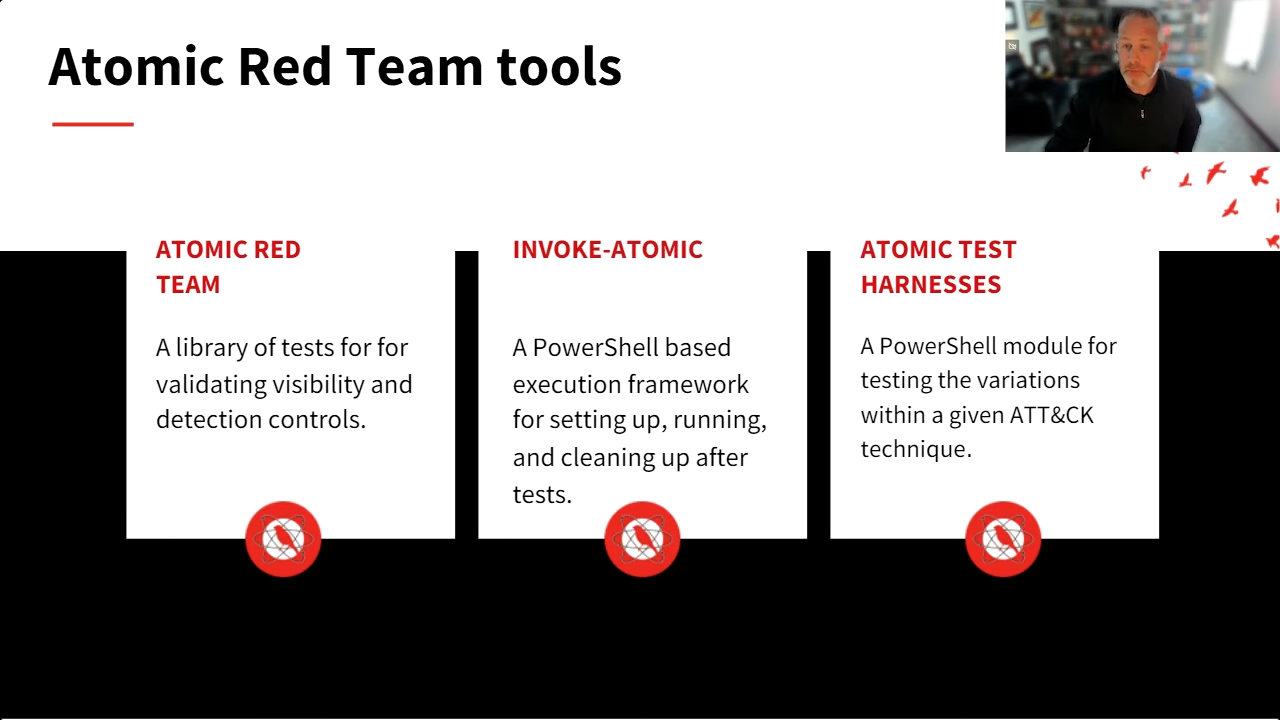 Atomic Red Team tools
ATOMIC RED
TEAM
A library of tests for for
validating visibility and
detection controls.
INVOKE-ATOMIC
A PowerShell based
execution framework
for setting up, running,
and cleaning up after
tests.
ATOMIC TEST
HARNESSES
A PowerShell module for
testing the variations
within a given ATT&CK
technique.